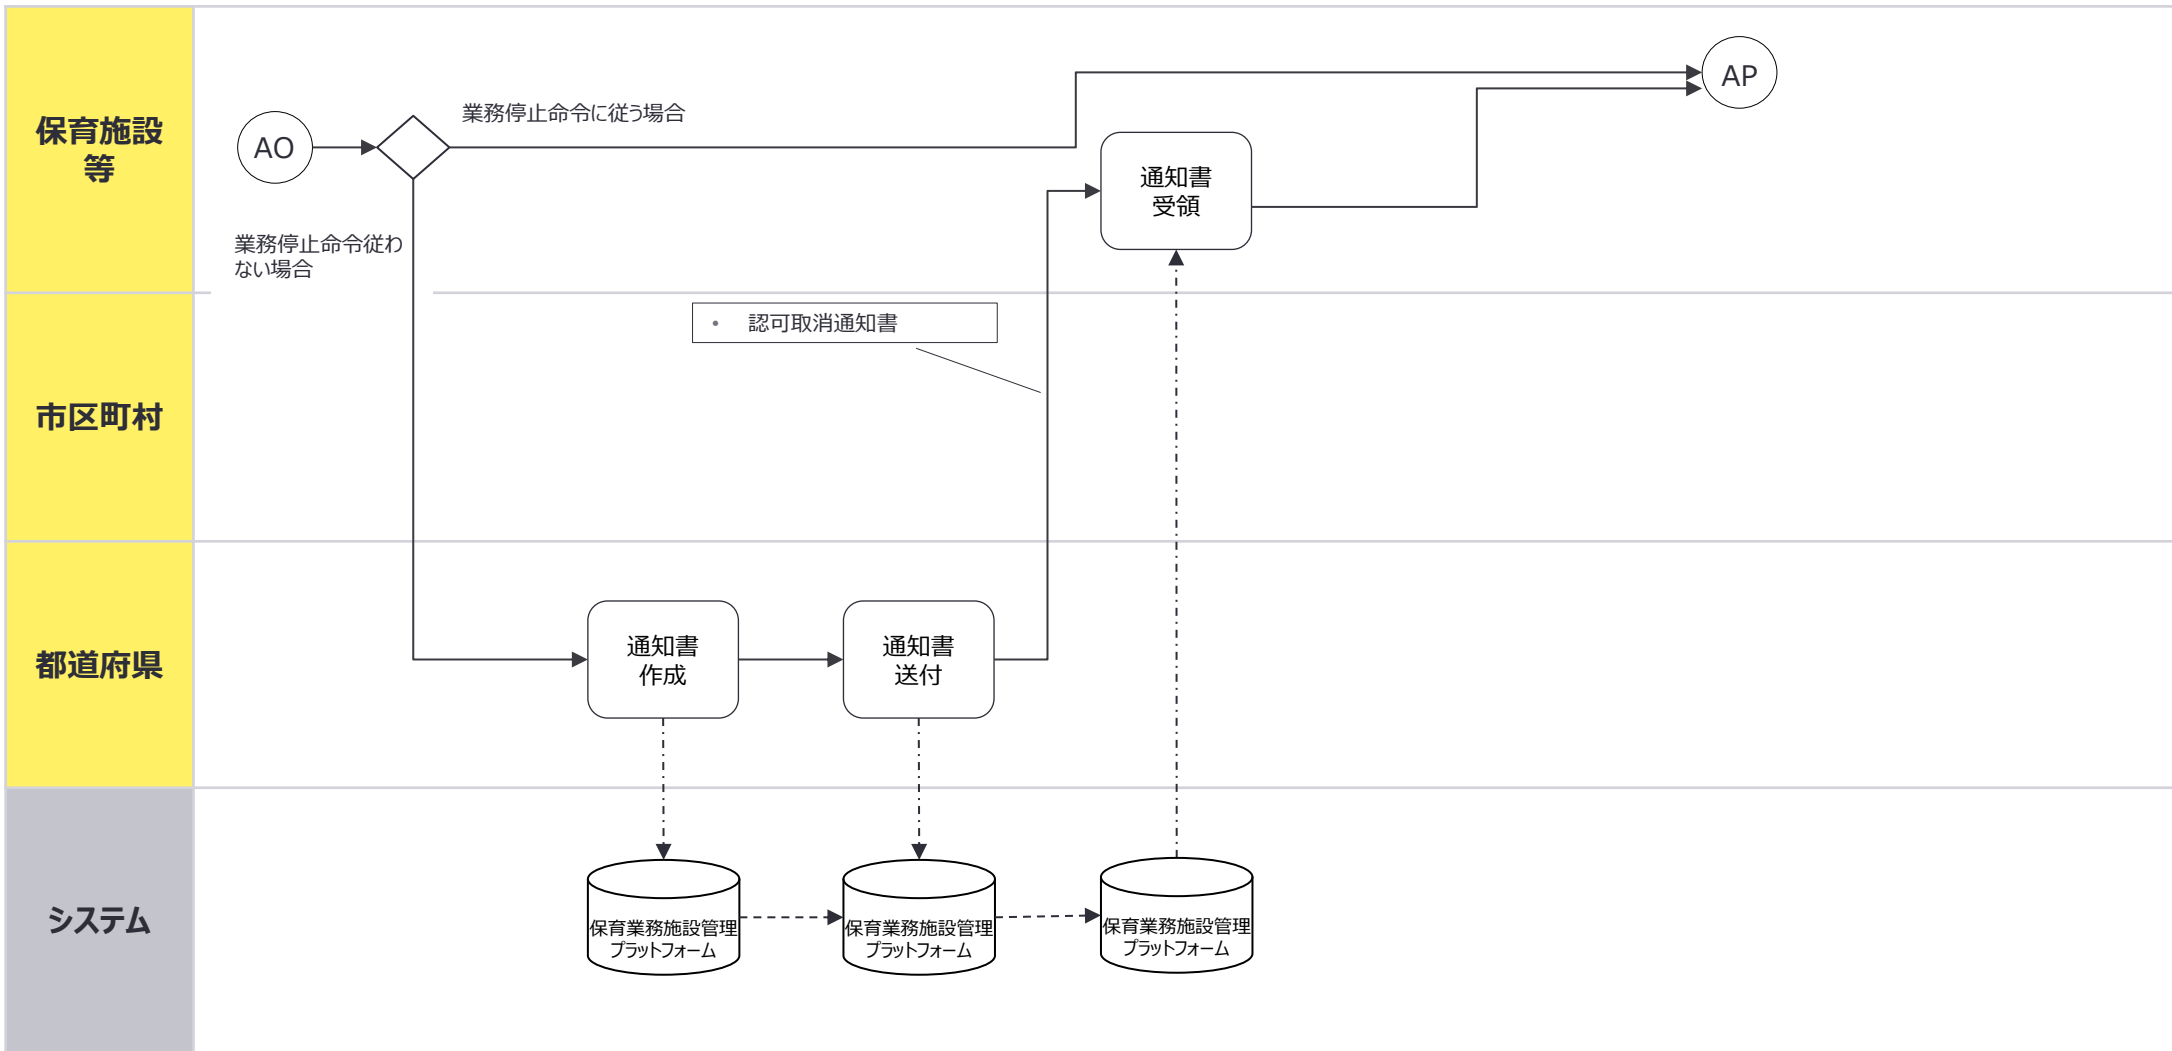 保育施設
等
AO
業務停止命令に従う場合
AP
通知書
受領
業務停止命令従わ
ない場合
市区町村
• 認可取消通知書
都道府県
通知書
作成
通知書
送付
システム
保育業務施設管理
プラットフォーム
保育業務施設管理
プラットフォーム
保育業務施設管理
プラットフォーム